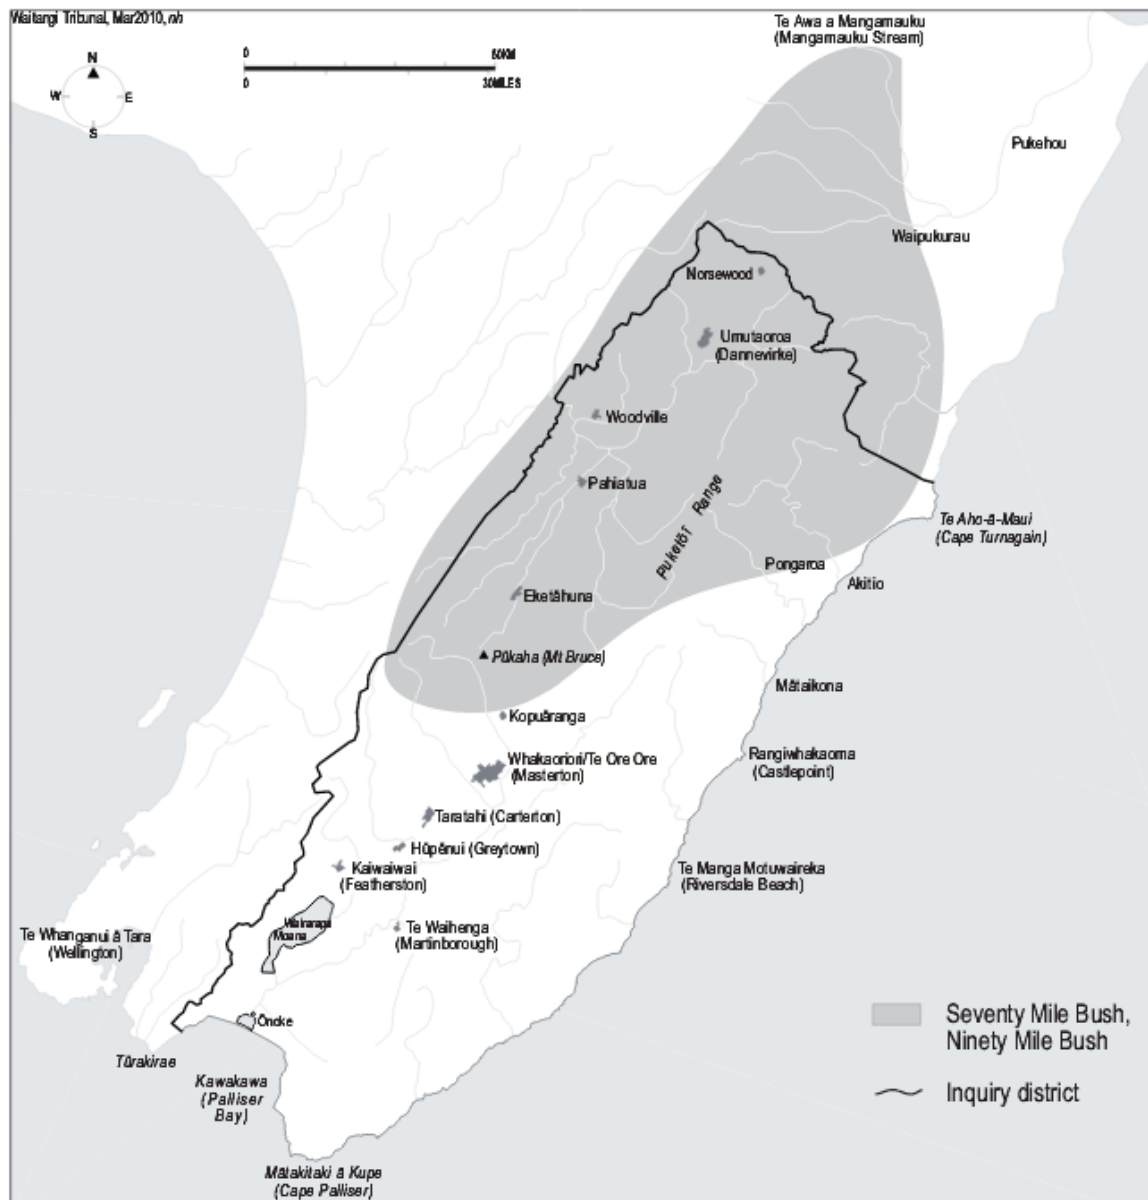 Waitangi Tribunal, Mar2010, nh
N
W
E
S
0
50KM
0
30MILES
Te Awa a Mangamauku
(Mangamauku Stream)
Pukehou
Waipukurau
Norsewood
Umutaoroa
(Dannevirke)
Woodville
Pahiatua
Puketōī Range
Te Aho-ā-Maui
(Cape Turnagain)
Pongaroa
Akitio
Eketāhuna
Pūkaha (Mt Bruce)
Mātaikona
Kopuāranga
Whakaoriori/Te Ore Ore
(Masterton)
Rangiwhakaoma
(Castlepoint)
Taratahi (Carterton)
Hūpēnui (Greytown)
Kaiwaiwai
(Featherston)
Te Manga Motuwaireka
(Riversdale Beach)
Wairarapa
Moana
Te Waihenga
(Martinborough)
Te Whanganui ā Tara
(Wellington)
Ōnoke
Tūrakirae
Kawakawa
(Palliser
Bay)
Mātakitaki ā Kupe
(Cape Palliser)
Seventy Mile Bush,
Ninety Mile Bush
Inquiry district